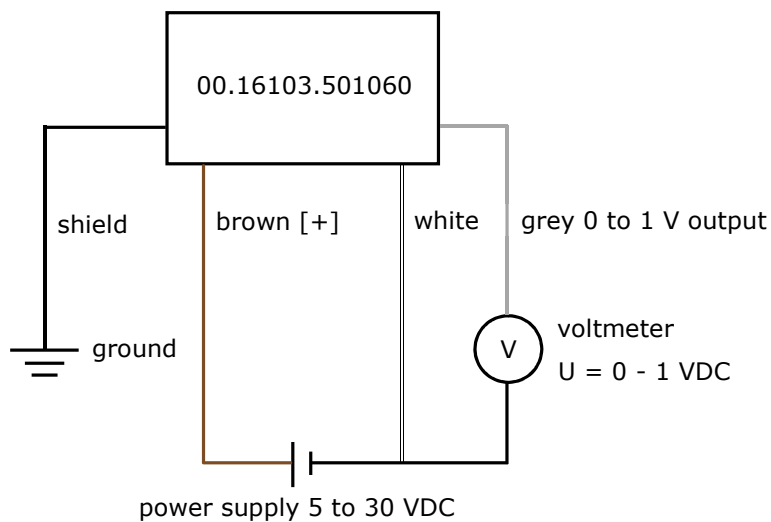 00.16103.501060
shield
brown [+]
white
grey 0 to 1 V output
ground
V
voltmeter
U = 0 - 1 VDC
power supply 5 to 30 VDC